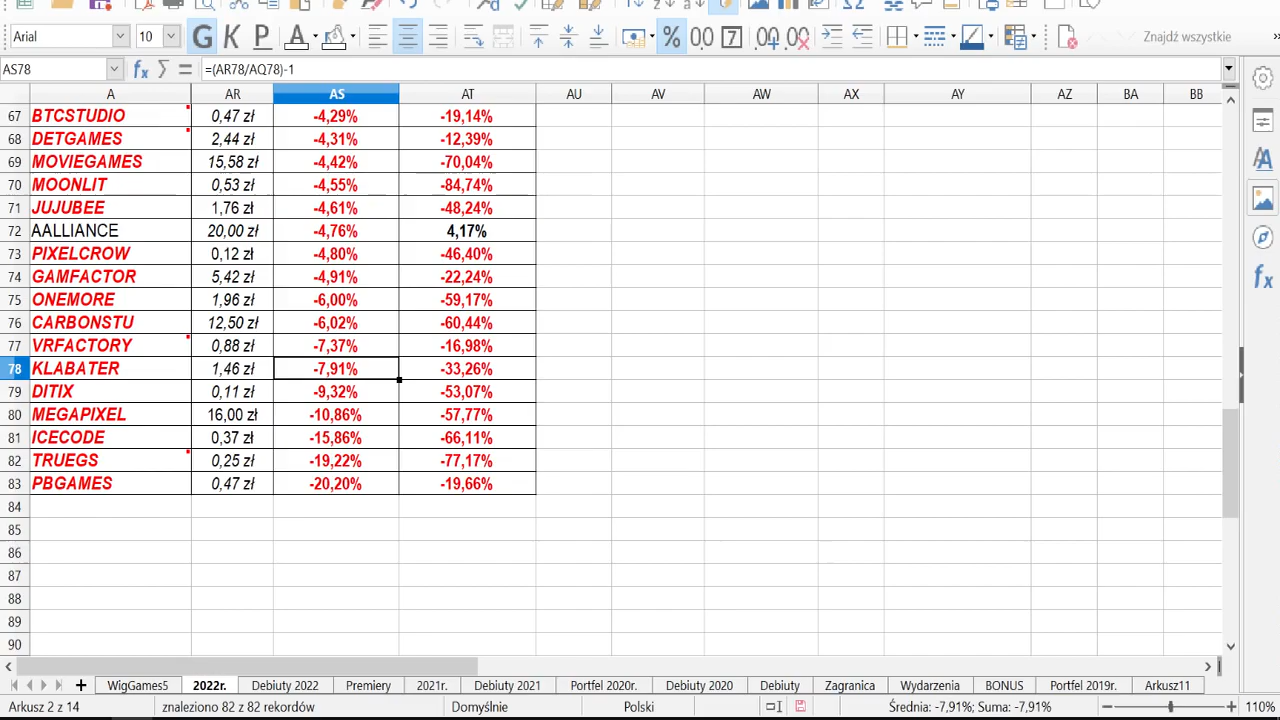 Arial 10 G K P A % 00 7 00 00 Znajdź wszystkie
AS78 fx Σ = =(AR78/AQ78)-1
A AR AS AT AU AV AW AX AY AZ BA BB
67 BTCSTUDIO 0,47 zł -4,29% -19,14%
68 DETGAMES 2,44 zł -4,31% -12,39%
69 MOVIEGAMES 15,58 zł -4,42% -70,04%
70 MOONLIT 0,53 zł -4,55% -84,74%
71 JUJUBEE 1,76 zł -4,61% -48,24%
72 AALLIANCE 20,00 zł -4,76% 4,17%
73 PIXELCROW 0,12 zł -4,80% -46,40%
74 GAMFACTOR 5,42 zł -4,91% -22,24%
75 ONEMORE 1,96 zł -6,00% -59,17%
76 CARBONSTU 12,50 zł -6,02% -60,44%
77 VRFACTORY 0,88 zł -7,37% -16,98%
78 KLABATER 1,46 zł -7,91% -33,26%
79 DITIX 0,11 zł -9,32% -53,07%
80 MEGAPIXEL 16,00 zł -10,86% -57,77%
81 ICECODE 0,37 zł -15,86% -66,11%
82 TRUEGS 0,25 zł -19,22% -77,17%
83 PBGAMES 0,47 zł -20,20% -19,66%
84
85
86
87
88
89
90
WigGames5 2022r. Debiuty 2022 Premiery 2021r. Debiuty 2021 Portfel 2020r. Debiuty 2020 Debiuty Zagranica Wydarzenia BONUS Portfel 2019r. Arkusz11
Arkusz 2 z 14 znaleziono 82 z 82 rekordów Domyślnie Polski Średnia: -7,91%; Suma: -7,91% 110%